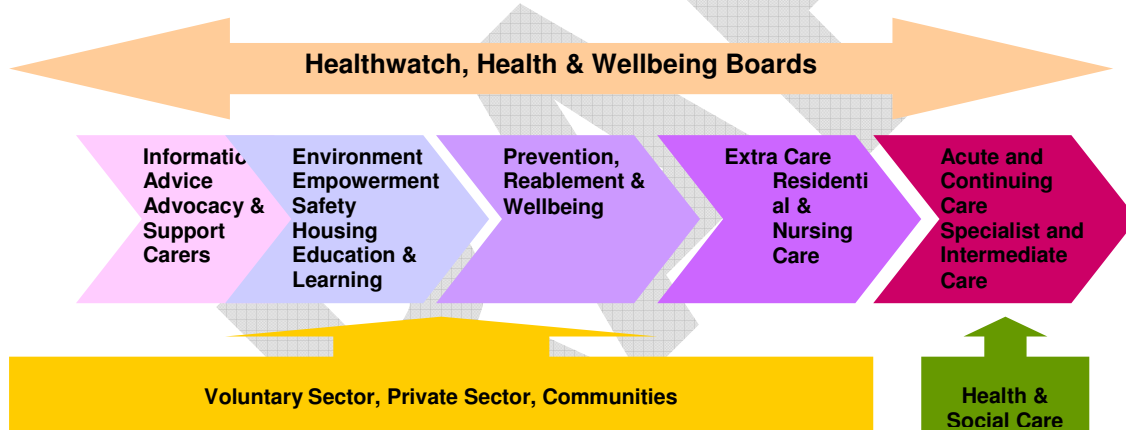 Healthwatch, Health & Wellbeing Boards
Informatic
Advice
Advocacy &
Support
Carers
Environment
Empowerment
Safety
Housing
Education &
Learning
Prevention,
Reablement &
Wellbeing
Extra Care
Residenti
al &
Nursing
Care
Acute and
Continuing
Care
Specialist and
Intermediate
Care
Voluntary Sector, Private Sector, Communities
Health &
Social Care